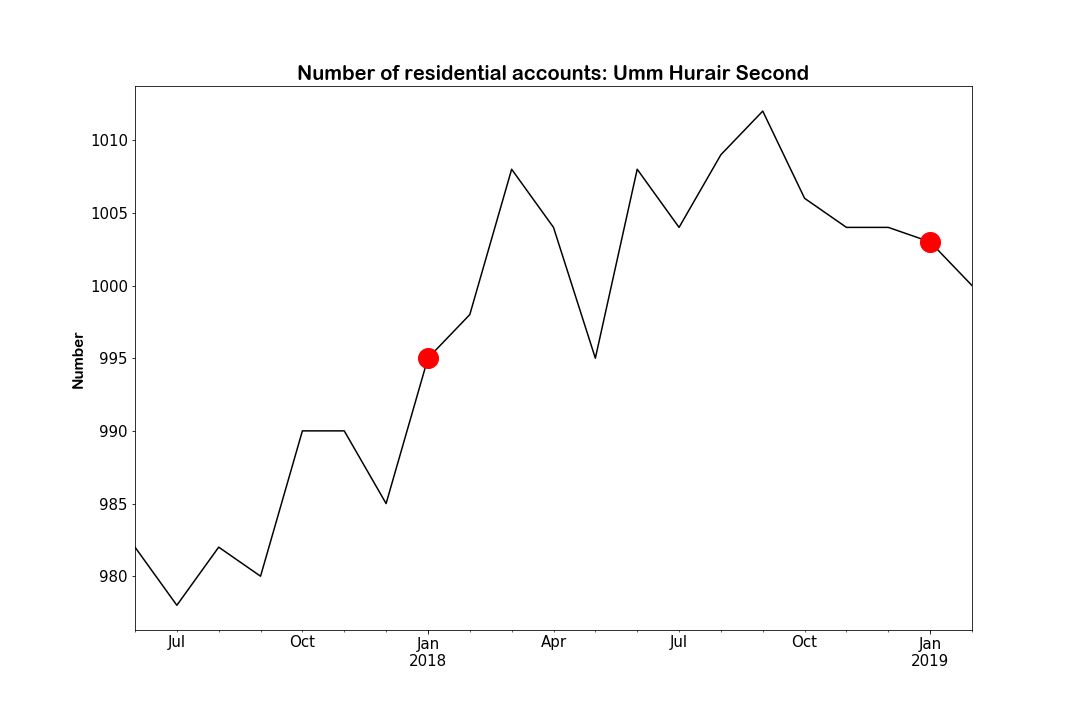 Number of residential accounts: Umm Hurair Second
1010
1005
1000
995
990
985
980
Number
Jul
Oct
Jan
2018
Apr
Jul
Oct
Jan
2019